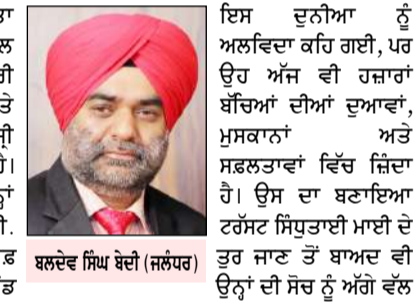 ਇਸ ਦੁਨੀਆ ਨੂੰ
ਅਲਵਿਦਾ ਕਹਿ ਗਈ, ਪਰ
ਉਹ ਅੱਜ ਵੀ ਹਜ਼ਾਰਾਂ
ਬੱਚਿਆਂ ਦੀਆਂ ਦੁਆਵਾਂ,
ਮੁਸਕਾਨਾਂ ਅਤੇ
ਸਫ਼ਲਤਾਵਾਂ ਵਿੱਚ ਜ਼ਿੰਦਾ
ਹੈ। ਉਸ ਦਾ ਬਣਾਇਆ
ਟਰੱਸਟ ਸਿੰਧੁਤਾਈ ਮਾਈ ਦੇ
ਤੁਰ ਜਾਣ ਤੋਂ ਬਾਅਦ ਵੀ
ਉਨ੍ਹਾਂ ਦੀ ਸੋਚ ਨੂੰ ਅੱਗੇ ਵੱਲ
ਬਲਦੇਵ ਸਿੰਘ ਬੇਦੀ (ਜਲੰਧਰ)